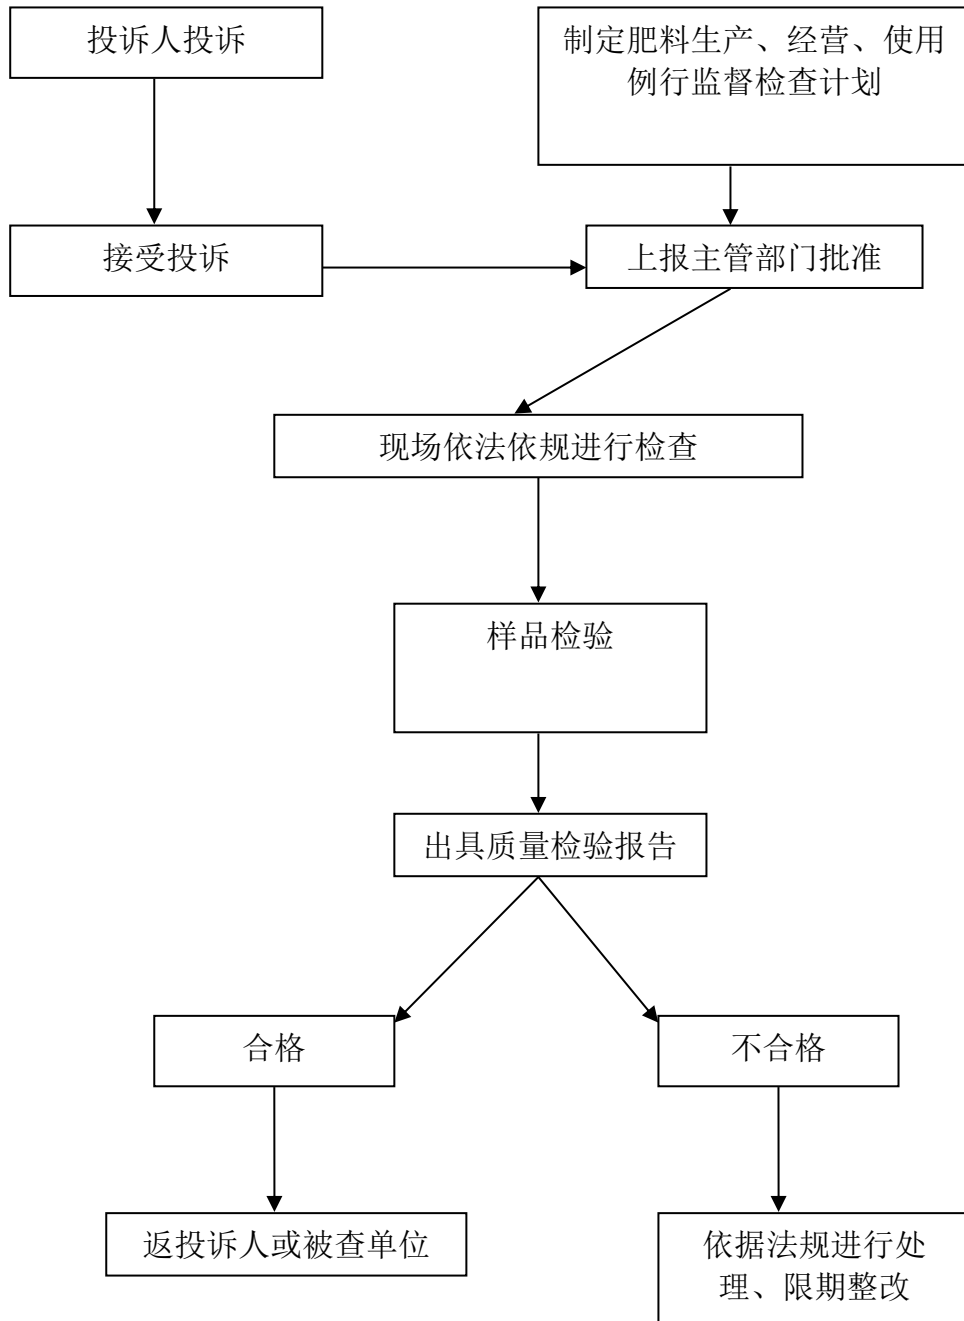 投诉人投诉
制定肥料生产、经营、使用
例行监督检查计划
接受投诉
上报主管部门批准
现场依法依规进行检查
样品检验
出具质量检验报告
合格
不合格
返投诉人或被查单位
依据法规进行处
理、限期整改